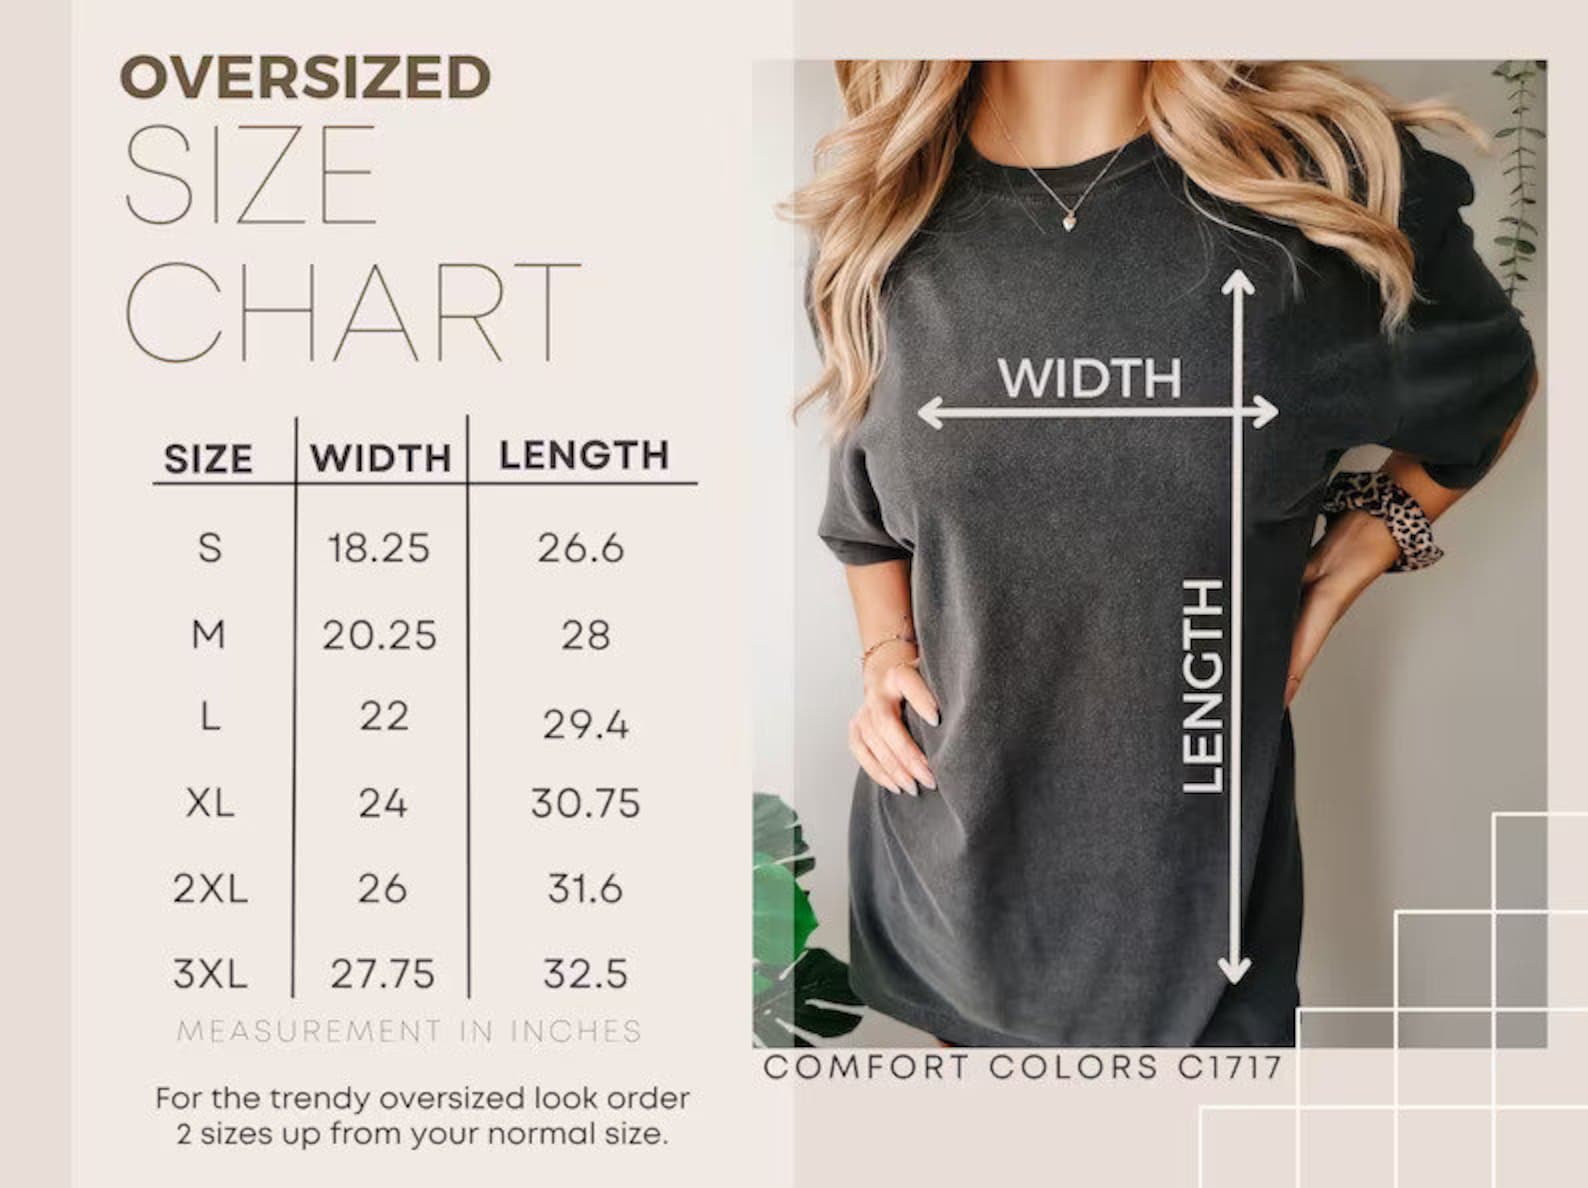 OVERSIZED
SIZE
CHART
SIZE WIDTH LENGTH
S 18.25 26.6
M 20.25 28
L 22 29.4
XL 24 30.75
2XL 26 31.6
3XL 27.75 32.5
MEASUREMENT IN INCHES
For the trendy oversized look order
2 sizes up from your normal size.
WIDTH
LENGTH
COMFORT COLORS C1717